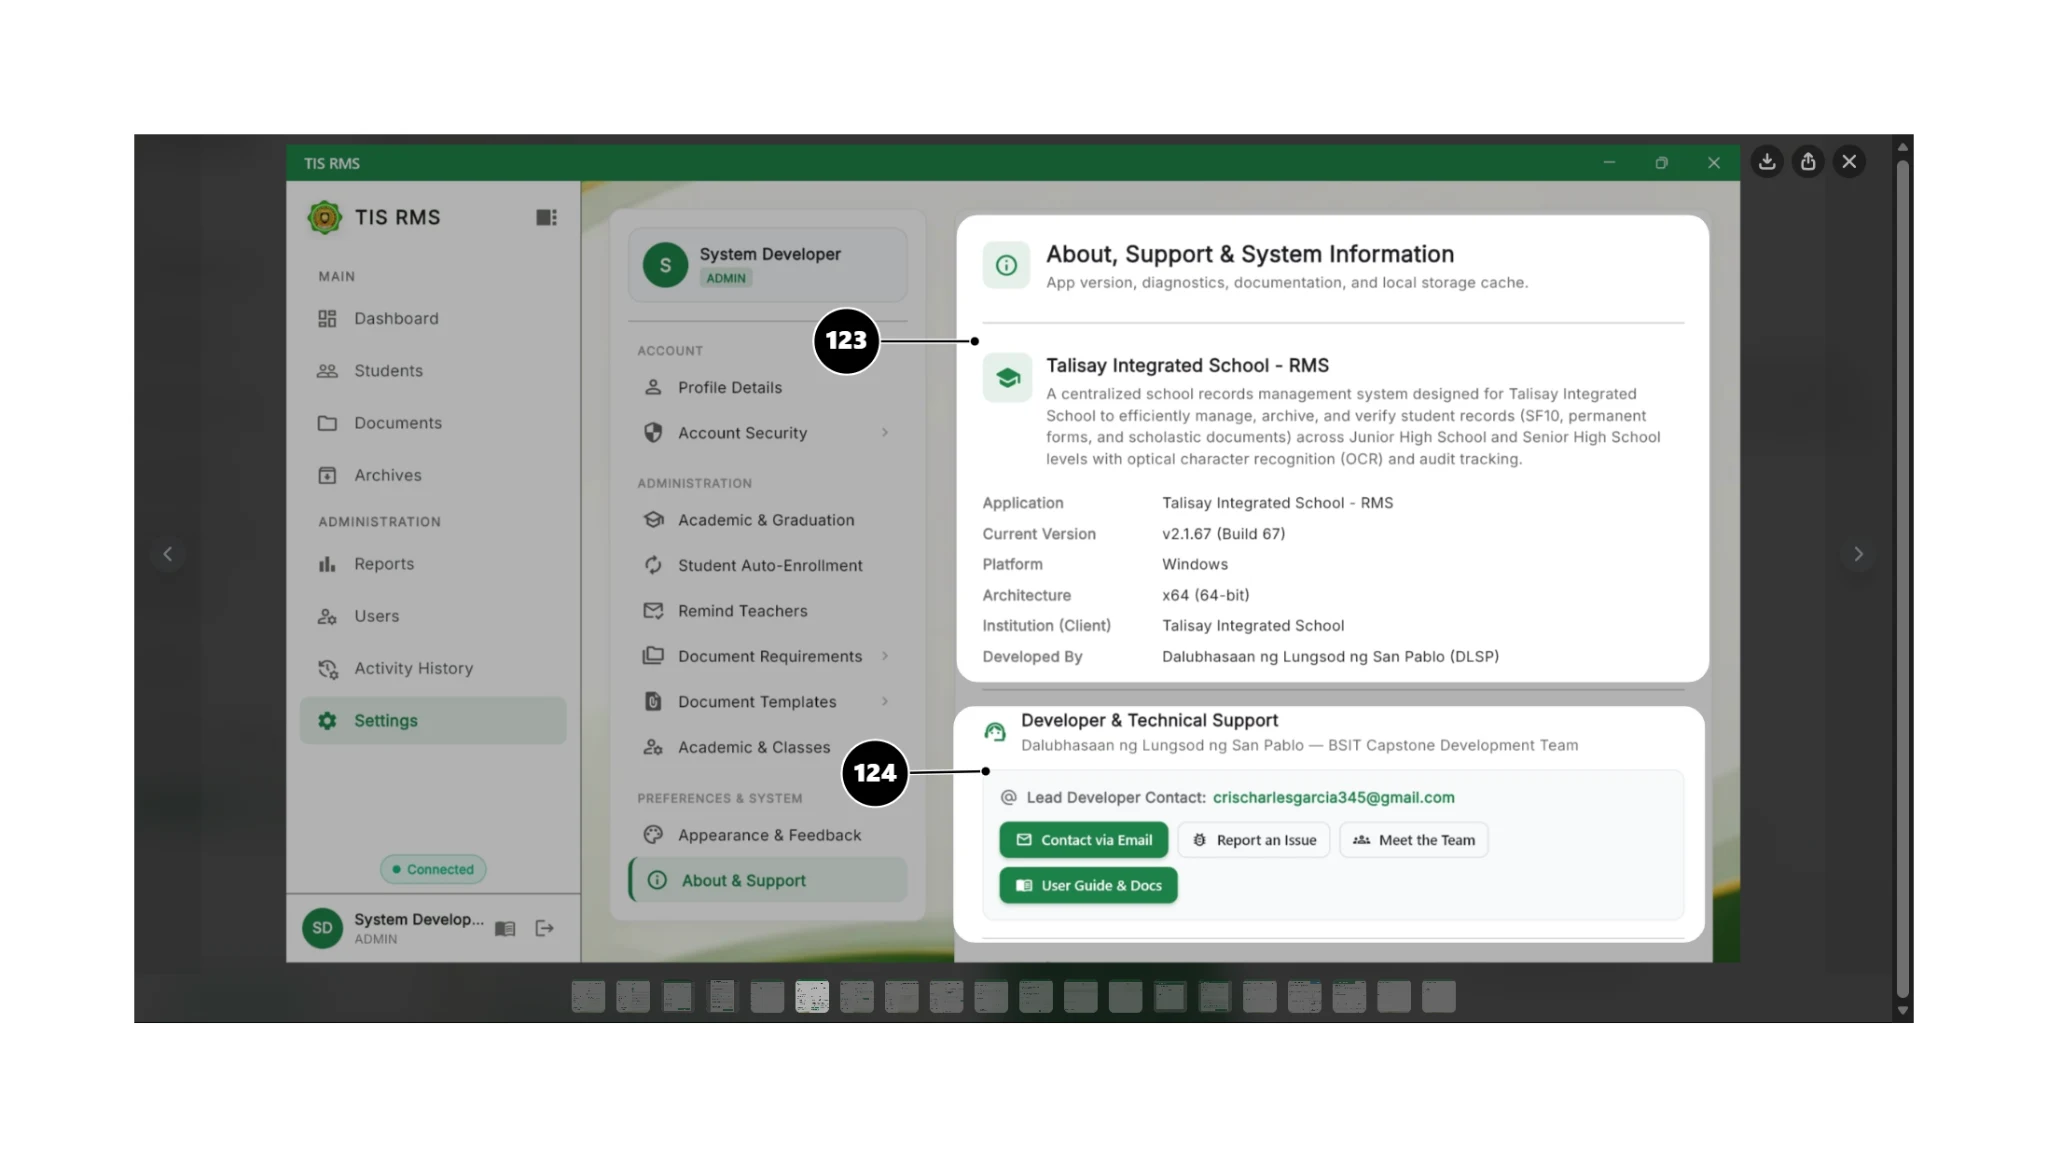 TIS RMS
TIS RMS
MAIN
Dashboard
Students
Documents
Archives
ADMINISTRATION
Reports
Users
Activity History
Settings
Connected
SD
System Develop...
ADMIN
S
System Developer
ADMIN
ACCOUNT
Profile Details
Account Security
ADMINISTRATION
Academic & Graduation
Student Auto-Enrollment
Remind Teachers
Document Requirements
Document Templates
Academic & Classes
PREFERENCES & SYSTEM
Appearance & Feedback
About & Support
123
About, Support & System Information
App version, diagnostics, documentation, and local storage cache.
Talisay Integrated School - RMS
A centralized school records management system designed for Talisay Integrated
School to efficiently manage, archive, and verify student records (SF10, permanent
forms, and scholastic documents) across Junior High School and Senior High School
levels with optical character recognition (OCR) and audit tracking.
Application Talisay Integrated School - RMS
Current Version v2.1.67 (Build 67)
Platform Windows
Architecture x64 (64-bit)
Institution (Client) Talisay Integrated School
Developed By Dalubhasaan ng Lungsod ng San Pablo (DLSP)
124
Developer & Technical Support
Dalubhasaan ng Lungsod ng San Pablo — BSIT Capstone Development Team
Lead Developer Contact: crischarlesgarcia345@gmail.com
Contact via Email
Report an Issue
Meet the Team
User Guide & Docs